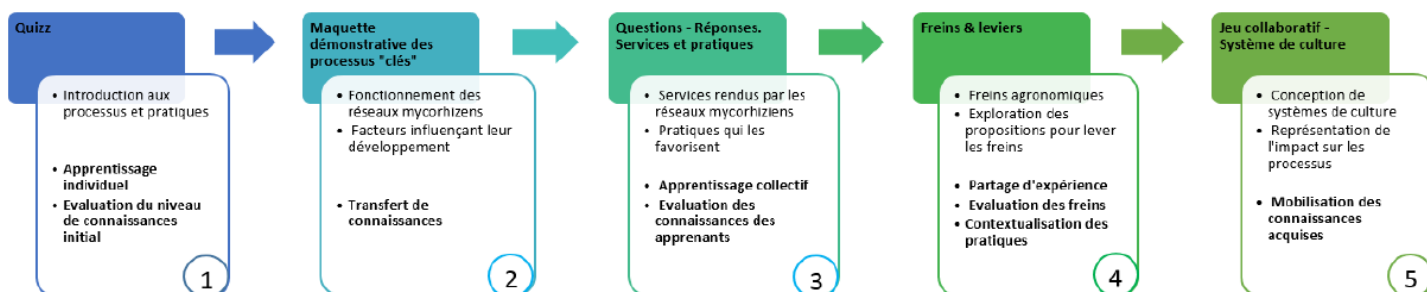 Quizz
• Introduction aux
processus et pratiques
• Apprentissage
individuel
• Evaluation du niveau
de connaissances
initial
1
Maquette
démonstrative des
processus "clés"
• Fonctionnement des
réseaux mycorhizens
• Facteurs influençant leur
développement
• Transfert de
connaissances
2
Questions - Réponses.
Services et pratiques
• Services rendus par les
réseaux mycorhiziens
• Pratiques qui les
favorisent
• Apprentissage collectif
• Evaluation des
connaissances des
apprenants
3
Freins & leviers
• Freins agronomiques
• Exploration des
propositions pour lever
les freins
• Partage d'expérience
• Evaluation des freins
• Contextualisation des
pratiques
4
Jeu collaboratif -
Système de culture
• Conception de
systèmes de culture
• Représentation de
l'impact sur les
processus
• Mobilisation des
connaissances
acquises
5